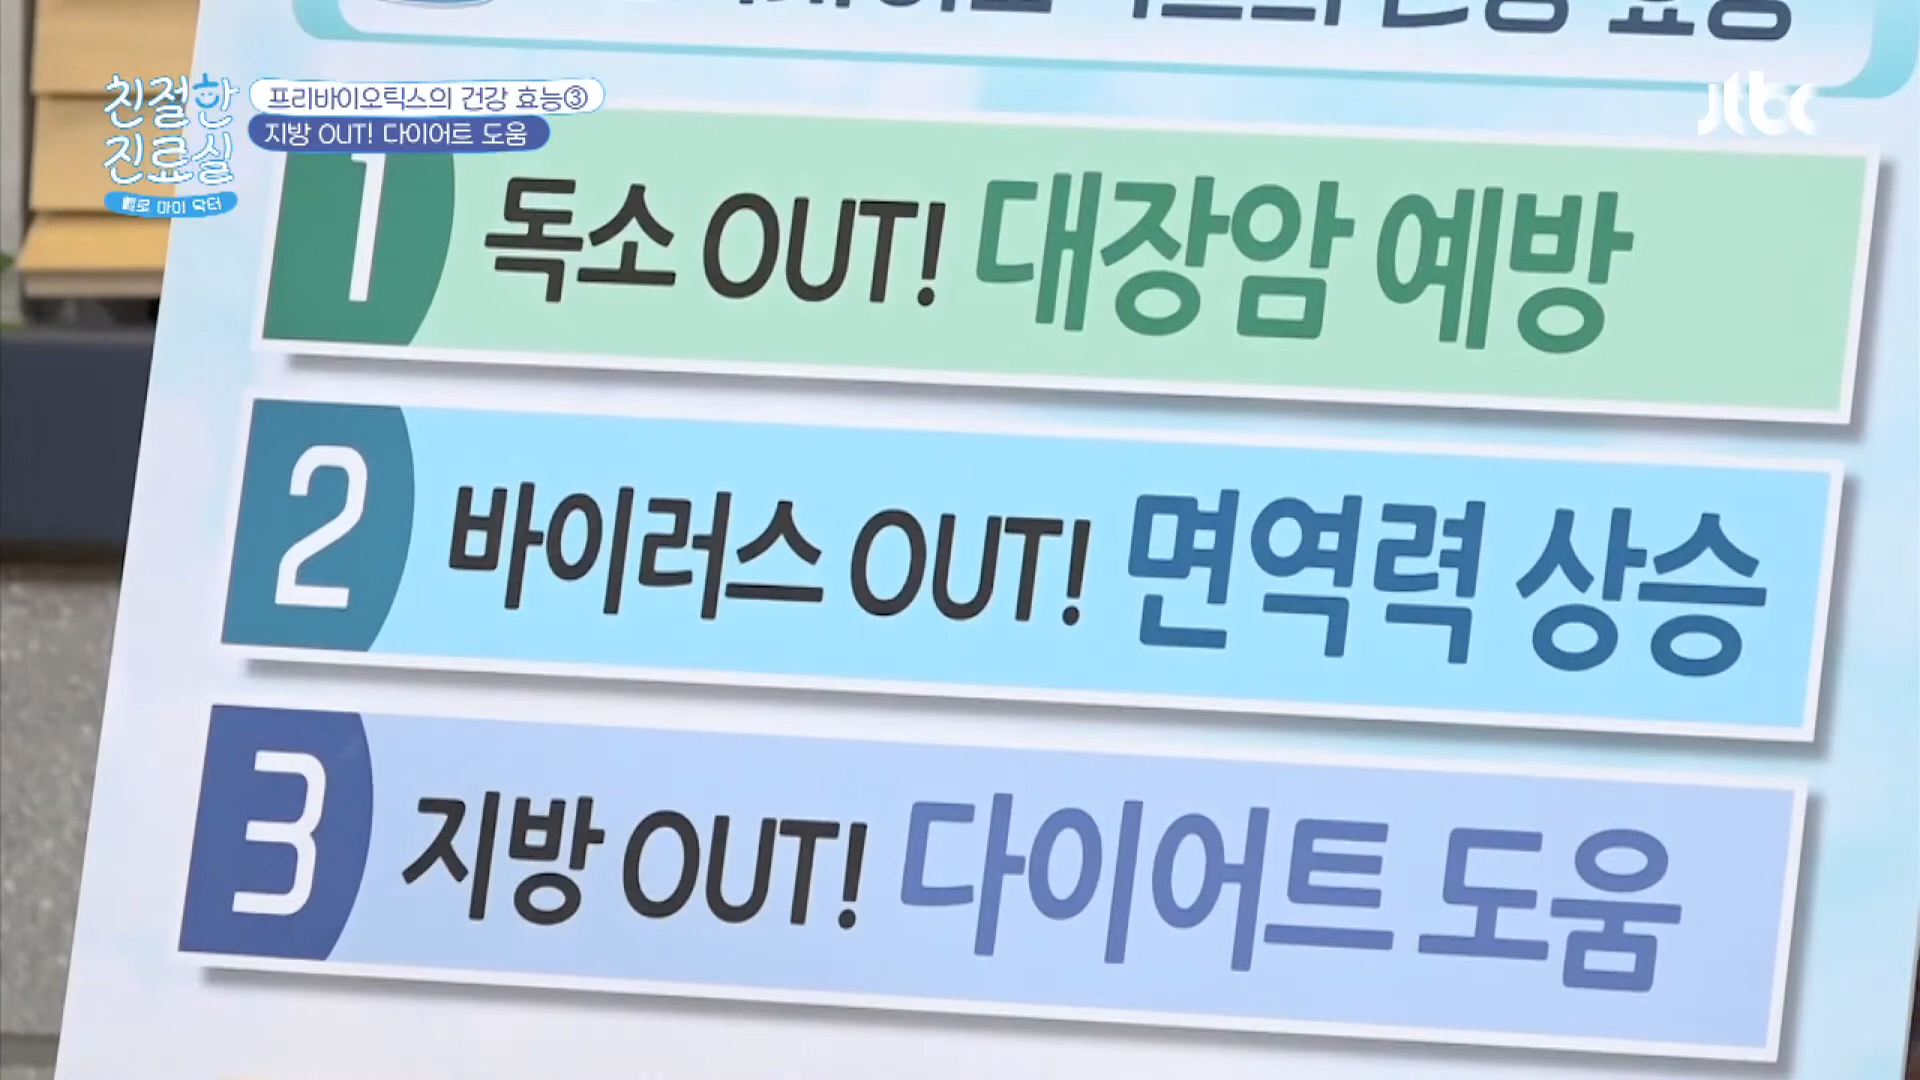 프리바이오틱스의 건강 효능③
지방 OUT! 다이어트 도움
친절한
진료실
헬로 마이 닥터
jtbc
1 독소 OUT! 대장암 예방
2 바이러스 OUT! 면역력 상승
3 지방 OUT! 다이어트 도움